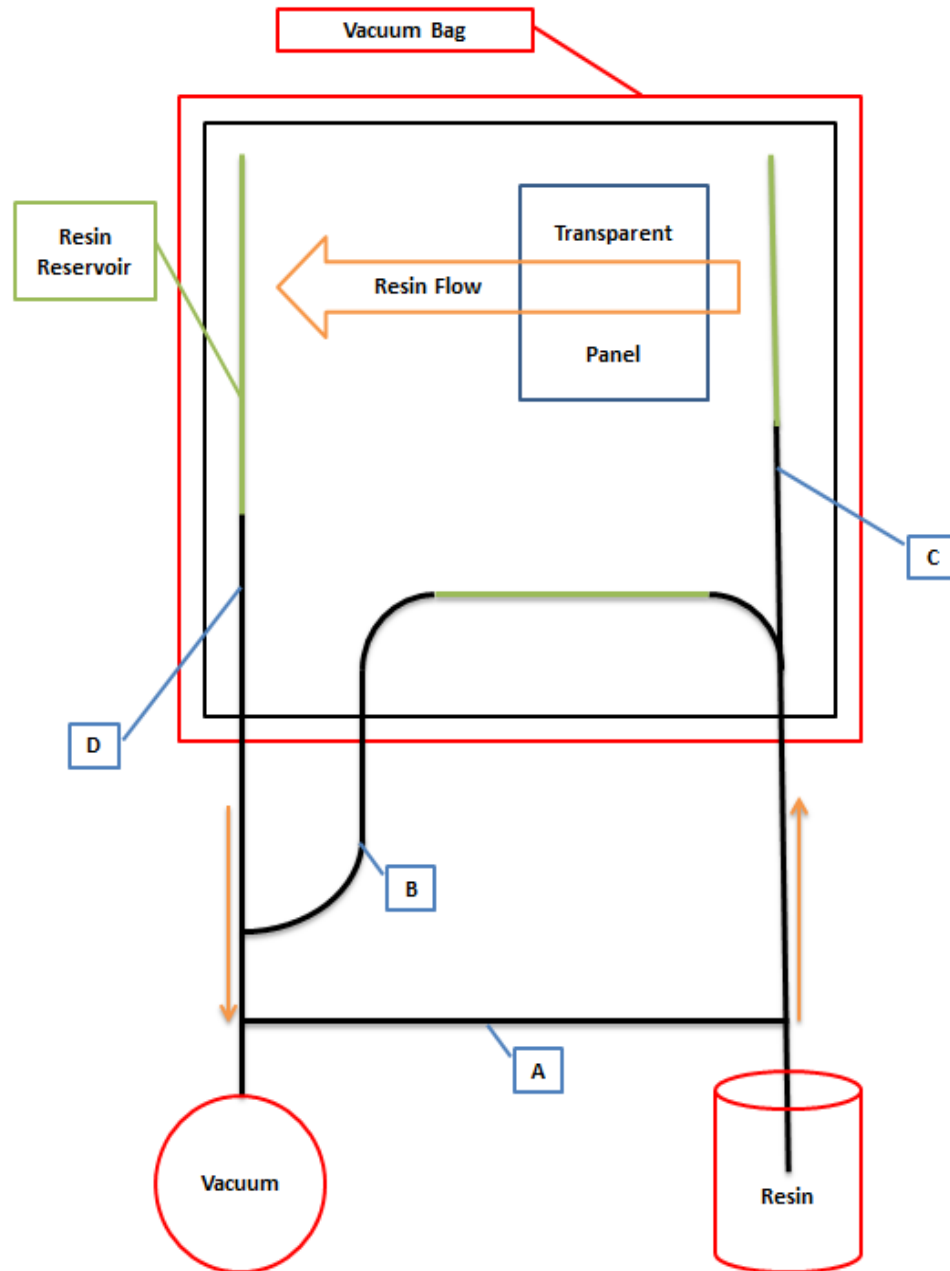 Vacuum Bag
Resin
Reservoir
Transparent
Resin Flow
Panel
C
D
B
A
Vacuum
Resin